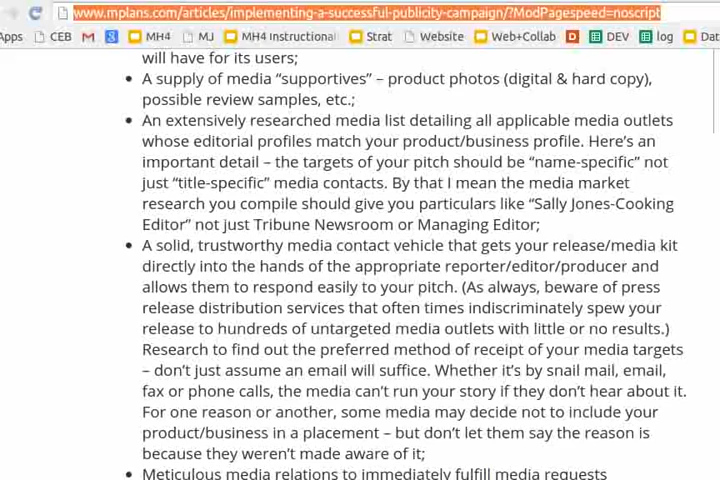 www.mplans.com/articles/implementing-a-successful-publicity-campaign/?ModPagespeed=noscript
Apps CEB MH4 MJ MH4 Instructional Strat Website Web+Collab DEV log Dat
will have for its users;
• A supply of media “supportives” – product photos (digital & hard copy),
possible review samples, etc.;
• An extensively researched media list detailing all applicable media outlets
whose editorial profiles match your product/business profile. Here’s an
important detail – the targets of your pitch should be “name-specific” not
just “title-specific” media contacts. By that I mean the media market
research you compile should give you particulars like “Sally Jones-Cooking
Editor” not just Tribune Newsroom or Managing Editor;
• A solid, trustworthy media contact vehicle that gets your release/media kit
directly into the hands of the appropriate reporter/editor/producer and
allows them to respond easily to your pitch. (As always, beware of press
release distribution services that often times indiscriminately spew your
release to hundreds of untargeted media outlets with little or no results.)
Research to find out the preferred method of receipt of your media targets
– don’t just assume an email will suffice. Whether it’s by snail mail, email,
fax or phone calls, the media can’t run your story if they don’t hear about it.
For one reason or another, some media may decide not to include your
product/business in a placement – but don’t let them say the reason is
because they weren’t made aware of it;
• Meticulous media relations to immediately fulfill media requests